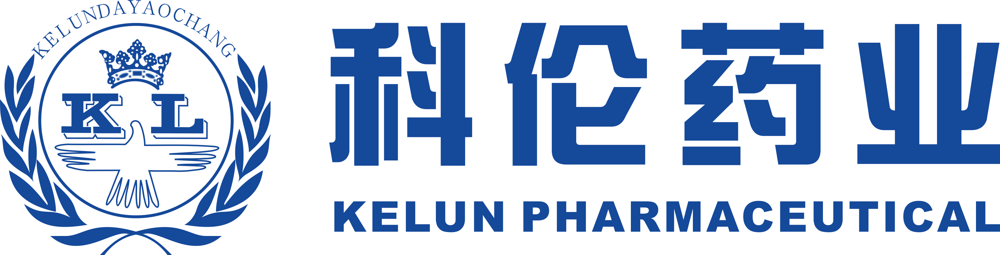 KELUNDAYAOCHANG
KL
科伦药业
KELUN PHARMACEUTICAL